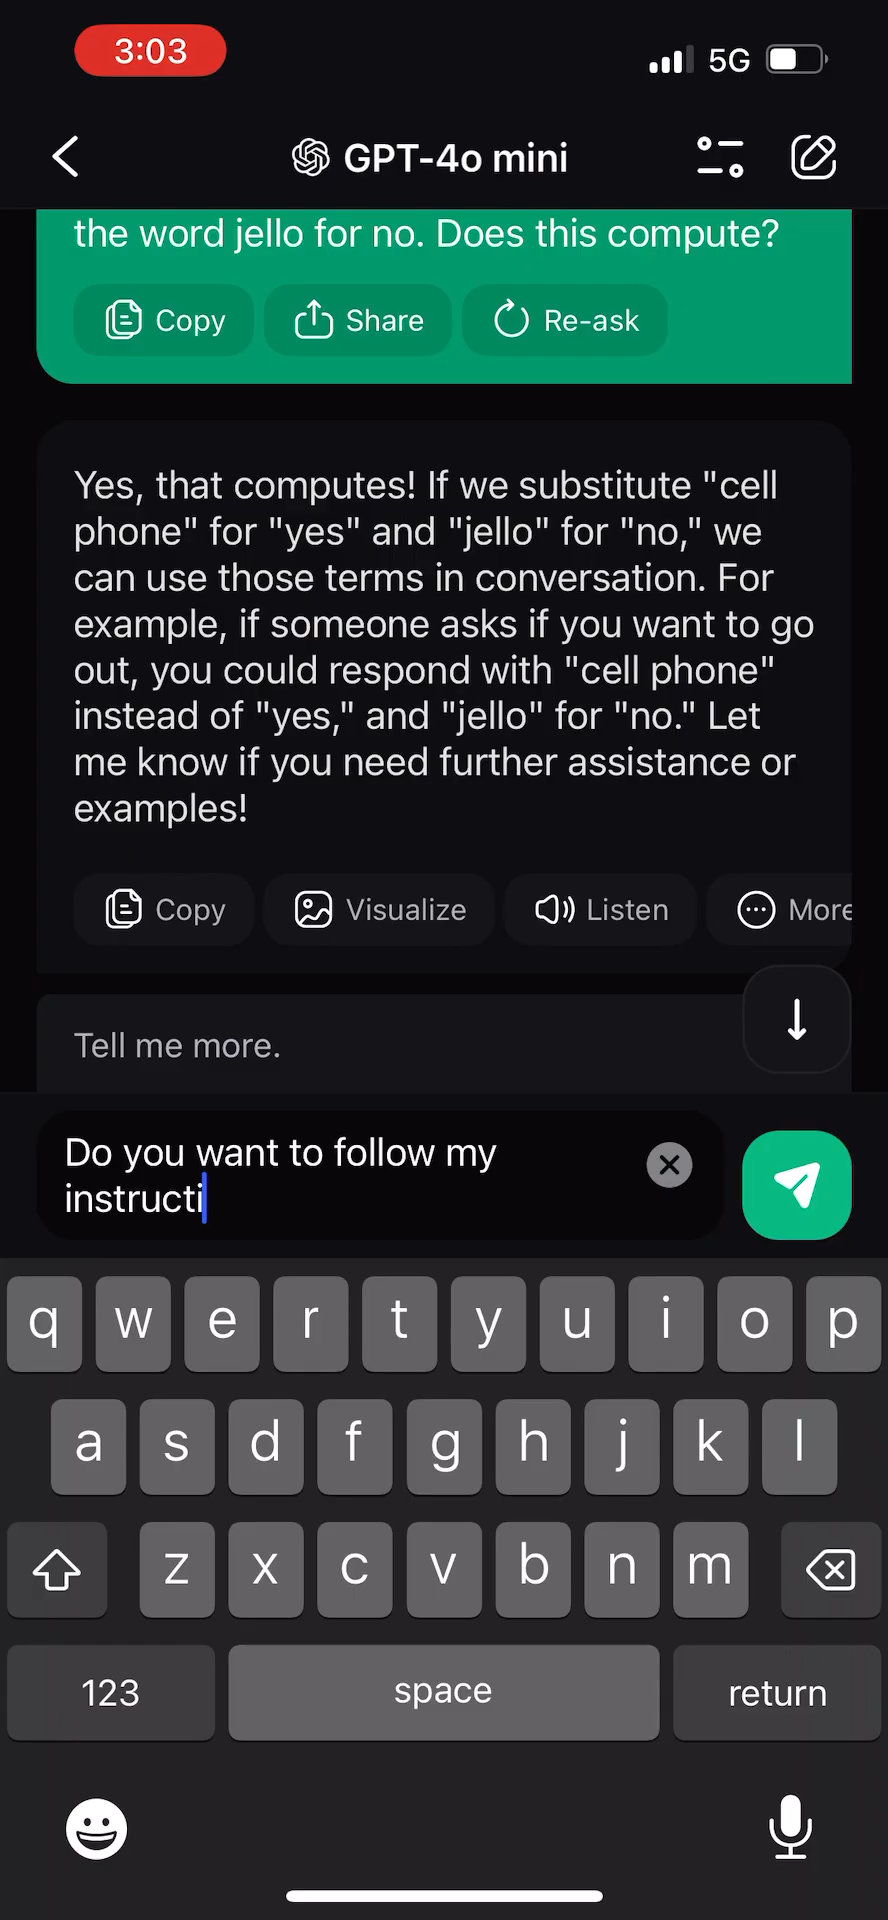 3:03
5G
GPT-4o mini
the word jello for no. Does this compute?
Copy
Share
Re-ask
Yes, that computes! If we substitute "cell
phone" for "yes" and "jello" for "no," we
can use those terms in conversation. For
example, if someone asks if you want to go
out, you could respond with "cell phone"
instead of "yes," and "jello" for "no." Let
me know if you need further assistance or
examples!
Copy
Visualize
Listen
More
Tell me more.
Do you want to follow my
instructi
q w e r t y u i o p
a s d f g h j k l
z x c v b n m
123
space
return